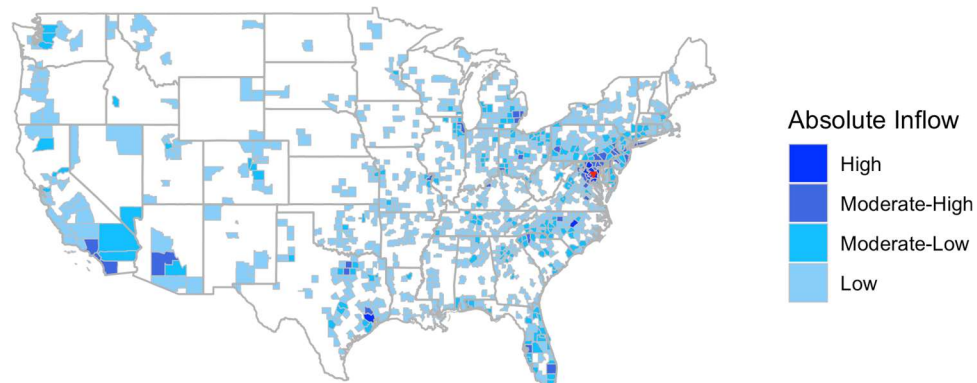 Absolute Inflow
High
Moderate-High
Moderate-Low
Low